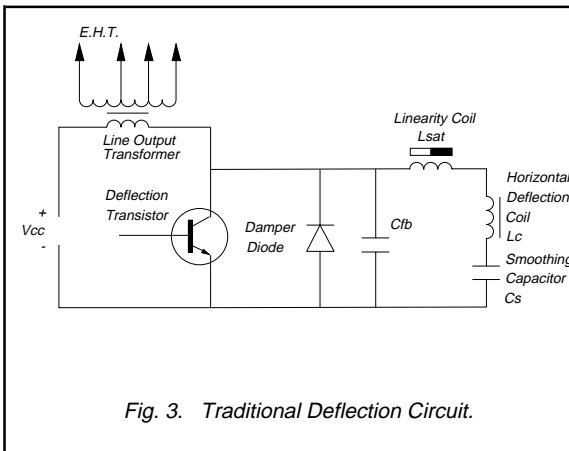 E.H.T.
Linearity Coil
Lsat
Line Output
Transformer
Horizontal
Deflection
Coil
Lc
Deflection
Transistor
+
Vcc
-
Damper
Diode
Cfb
Smoothing
Capacitor
Cs
Fig. 3. Traditional Deflection Circuit.